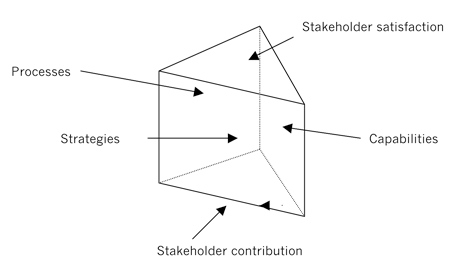 Stakeholder satisfaction
Processes
Strategies
Capabilities
Stakeholder contribution